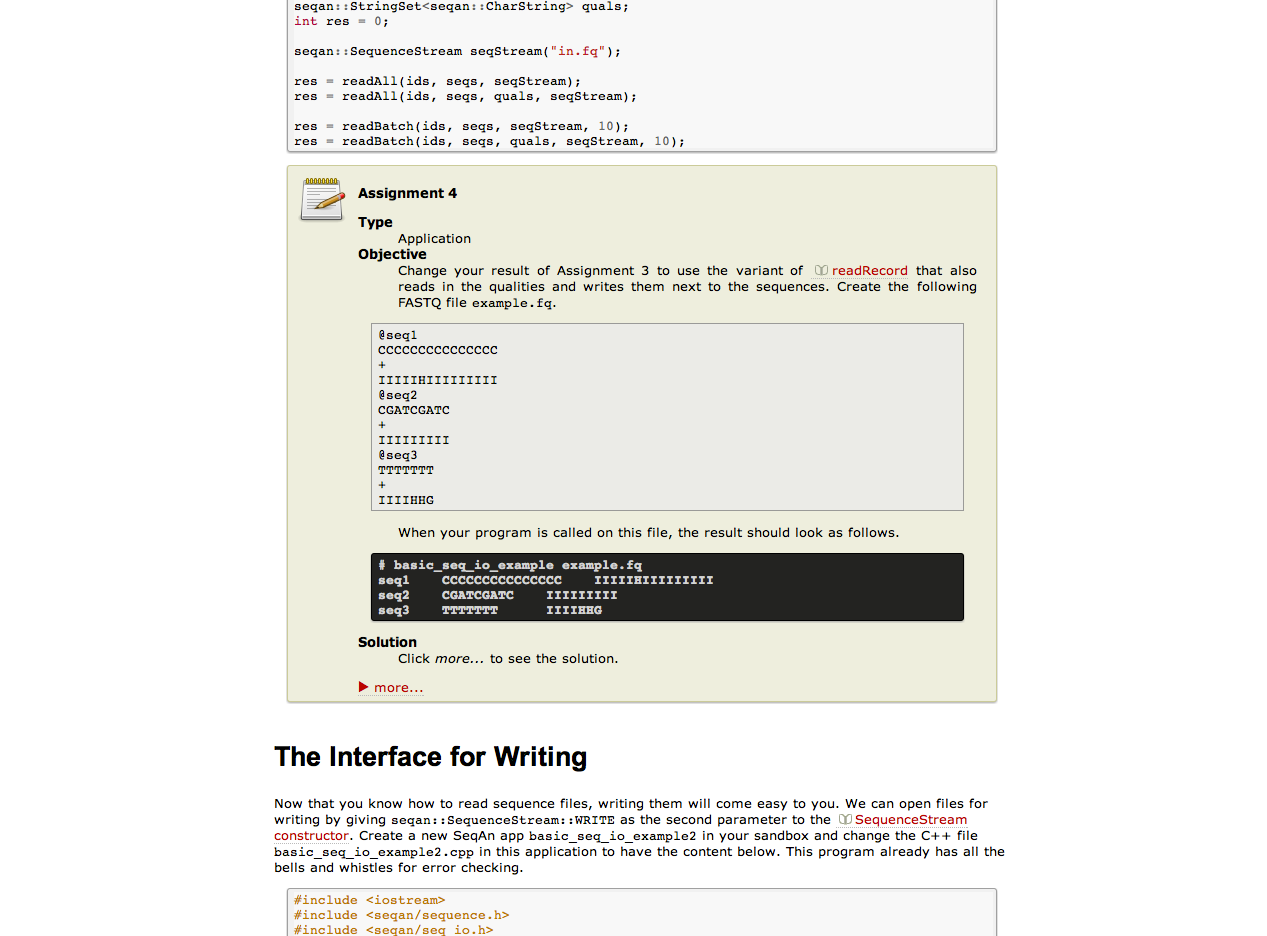 seqan::StringSet<seqan::CharString> quals;
int res = 0;
seqan::SequenceStream seqStream("in.fq");
res = readAll(ids, seqs, seqStream);
res = readAll(ids, seqs, quals, seqStream);
res = readBatch(ids, seqs, seqStream, 10);
res = readBatch(ids, seqs, quals, seqStream, 10);
Assignment 4
Type
Application
Objective
Change your result of Assignment 3 to use the variant of readRecord that also
reads in the qualities and writes them next to the sequences. Create the following
FASTQ file example.fq.
@seq1
CCCCCCCCCCCCCCC
+
IIIIIHIIIIIIIII
@seq2
CGATCGATC
+
IIIIIIIII
@seq3
TTTTTTT
+
IIIIHHG
When your program is called on this file, the result should look as follows.
# basic_seq_io_example example.fq
seq1    CCCCCCCCCCCCCCC    IIIIIHIIIIIIIII
seq2    CGATCGATC    IIIIIIIII
seq3    TTTTTTT      IIIIHHG
Solution
Click more... to see the solution.
more...
The Interface for Writing
Now that you know how to read sequence files, writing them will come easy to you. We can open files for
writing by giving seqan::SequenceStream::WRITE as the second parameter to the SequenceStream
constructor. Create a new SeqAn app basic_seq_io_example2 in your sandbox and change the C++ file
basic_seq_io_example2.cpp in this application to have the content below. This program already has all the
bells and whistles for error checking.
#include <iostream>
#include <seqan/sequence.h>
#include <seqan/seq_io.h>